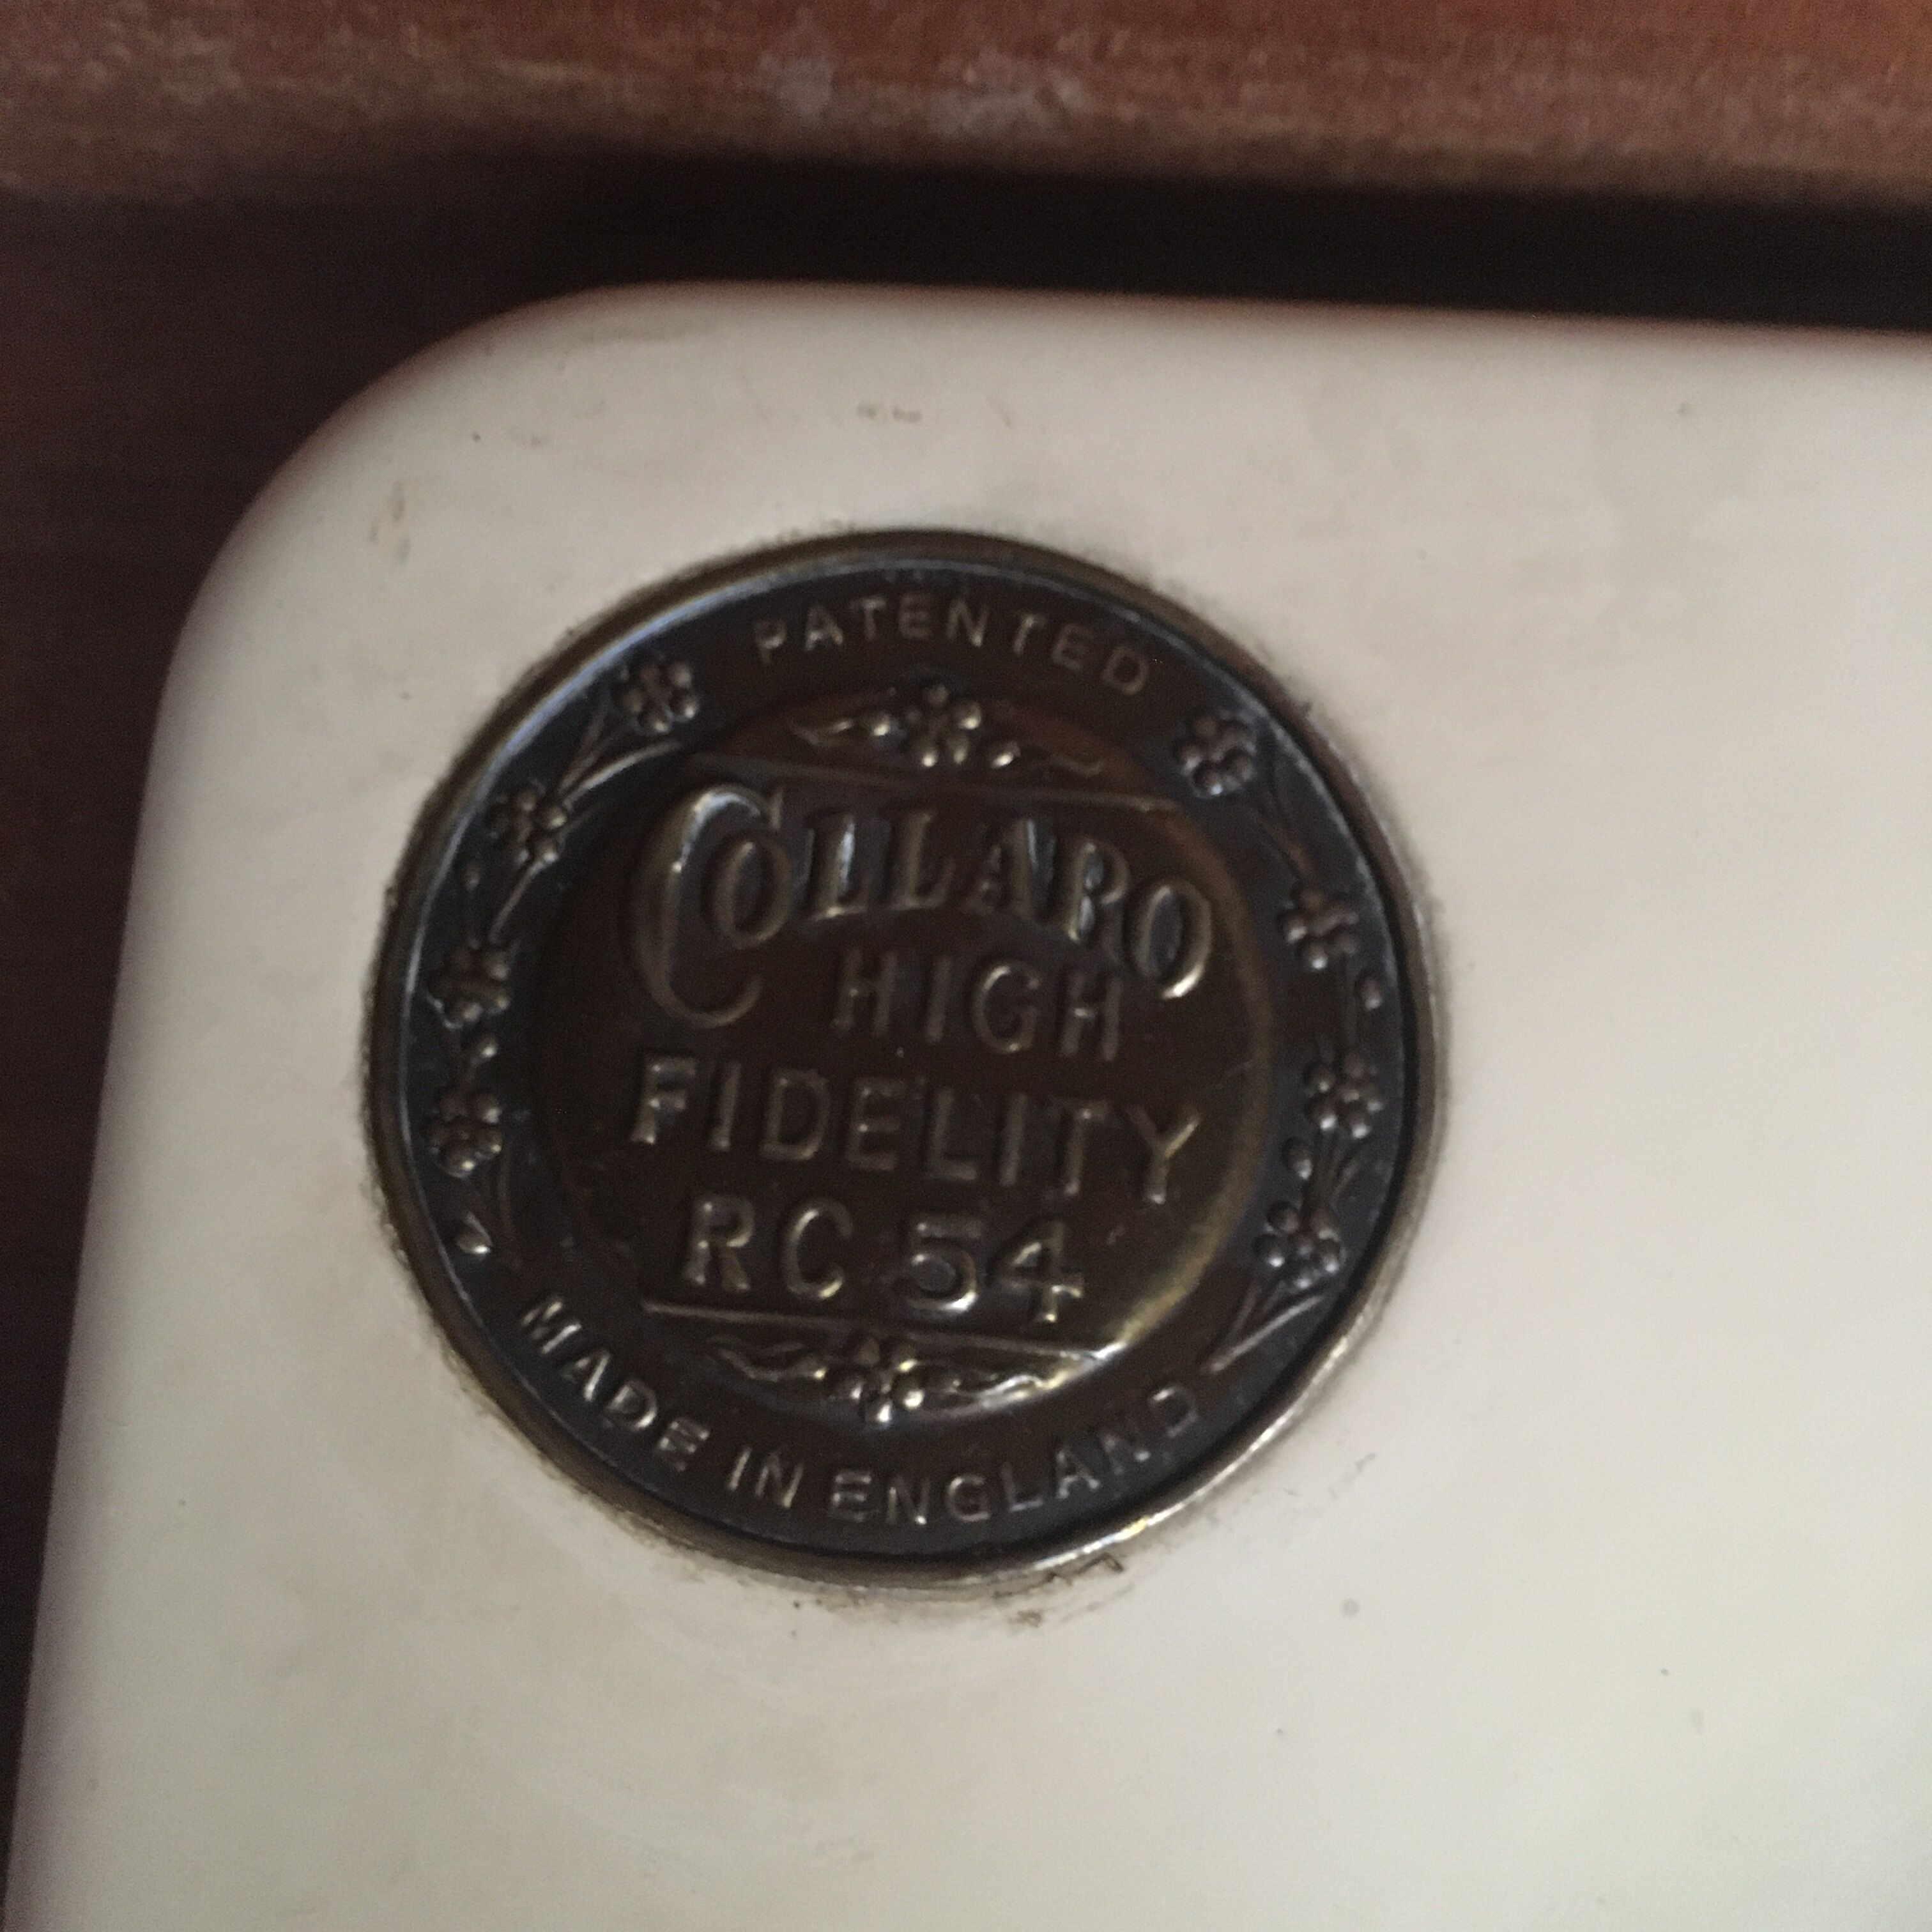 PATENTED
COLLARO
HIGH
FIDELITY
RC 54
MADE IN ENGLAND